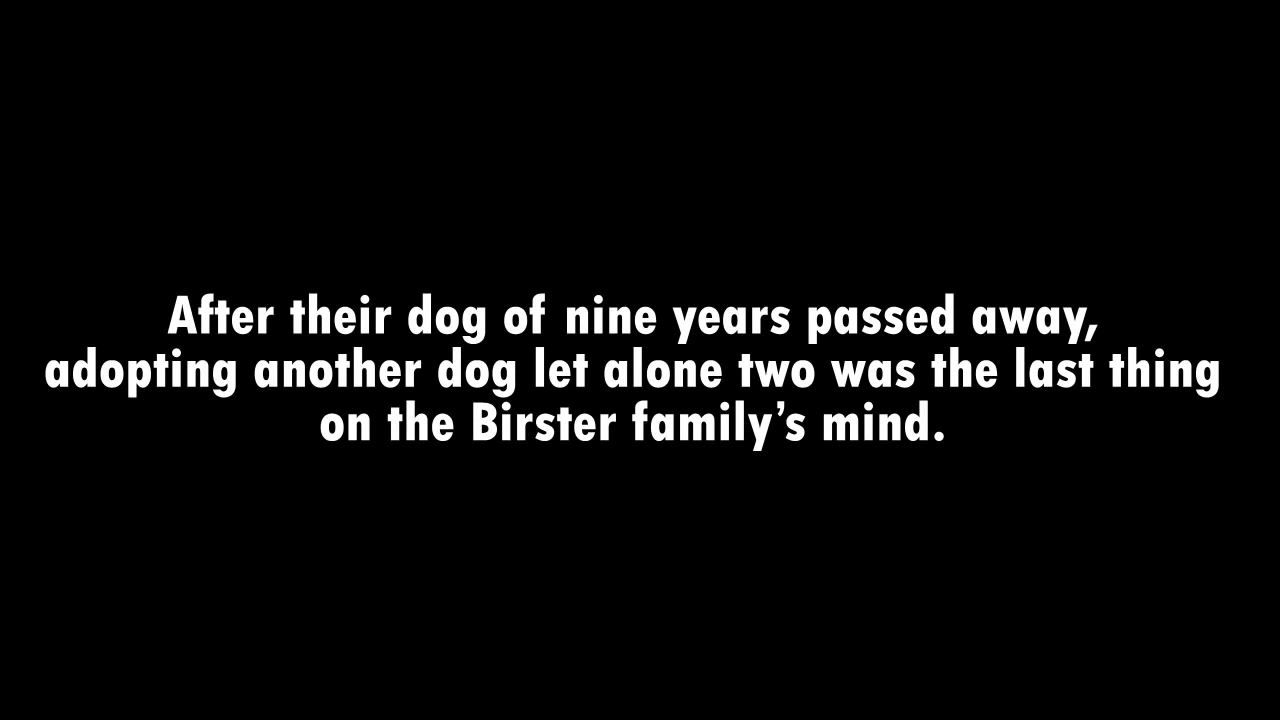 After their dog of nine years passed away,
adopting another dog let alone two was the last thing
on the Birster family’s mind.